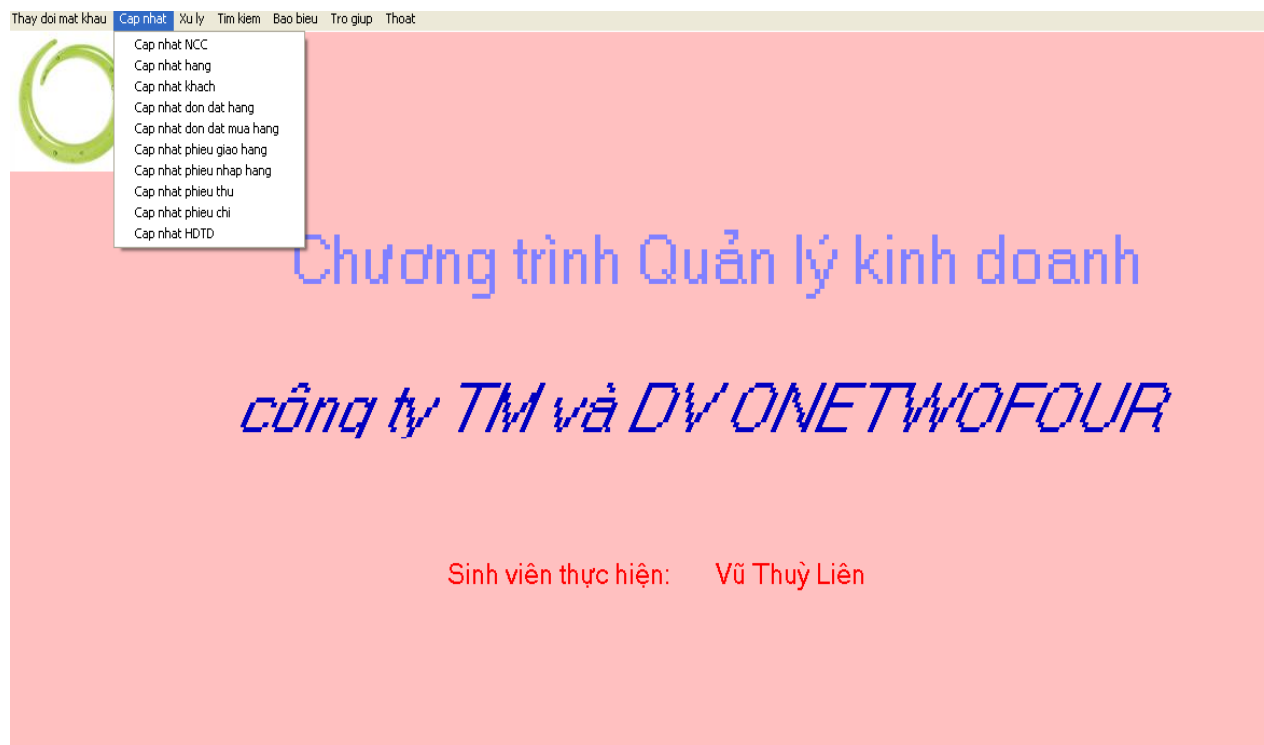 Thay doi mat khau Cap nhat Xu ly Tim kiem Bao bieu Tro giup Thoat
Cap nhat NCC
Cap nhat hang
Cap nhat khach
Cap nhat don dat hang
Cap nhat don dat mua hang
Cap nhat phieu giao hang
Cap nhat phieu nhap hang
Cap nhat phieu thu
Cap nhat phieu chi
Cap nhat HDTD
Chương trình Quản lý kinh doanh
công ty TM và DV ONETWOFOUR
Sinh viên thực hiện: Vũ Thuỳ Liên